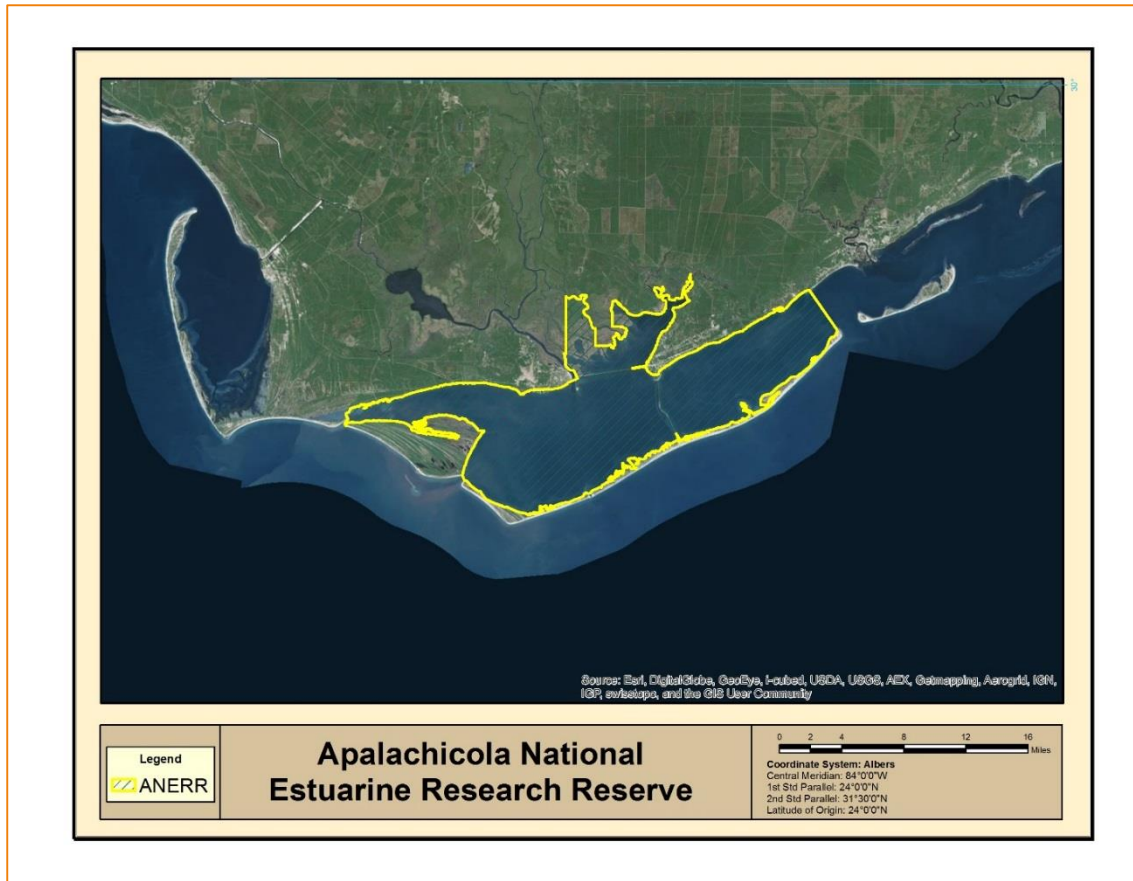 30°
Source: Esri, DigitalGlobe, GeoEye, i-cubed, USDA, USGS, AEX, Getmapping, Aerogrid, IGN,
IGP, swisstopo, and the GIS User Community
Legend
ANERR
Apalachicola National
Estuarine Research Reserve
0 2 4 8 12 16
Miles
Coordinate System: Albers
Central Meridian: 84°0'0"W
1st Std Parallel: 24°0'0"N
2nd Std Parallel: 31°30'0"N
Latitude of Origin: 24°0'0"N